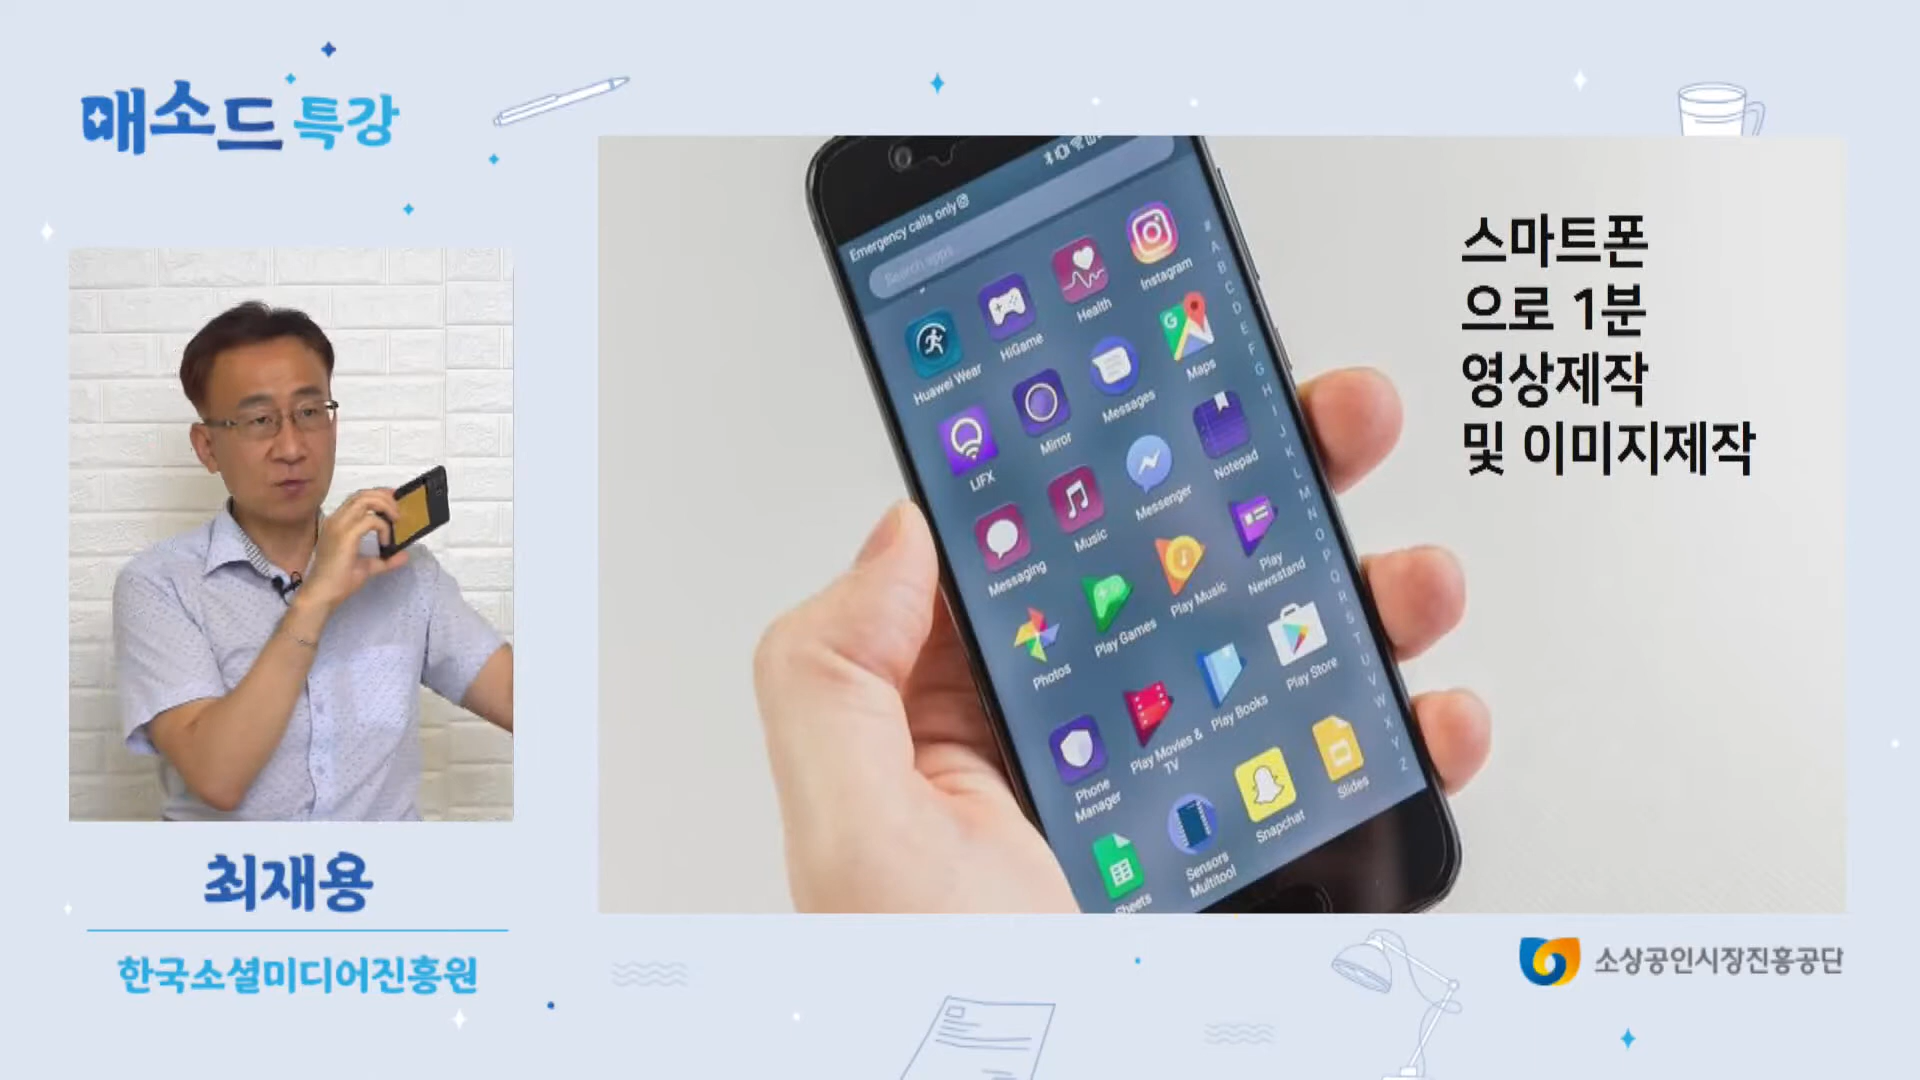 매소드 특강
스마트폰
으로 1분
영상제작
및 이미지제작
Emergency calls only
Search apps
Huawei Wear
HiGame
Health
Instagram
LIFX
Mirror
Messages
Maps
Messaging
Music
Messenger
Notepad
Photos
Play Games
Play Music
Play
Newsstand
Phone
Manager
Play Movies &
TV
Play Books
Play Store
Sheets
Sensors
Multitool
Snapchat
Slides
#
A
B
C
D
E
F
G
H
I
J
K
L
M
N
O
P
Q
R
S
T
U
V
W
X
Y
Z
최재용
한국소셜미디어진흥원
소상공인시장진흥공단